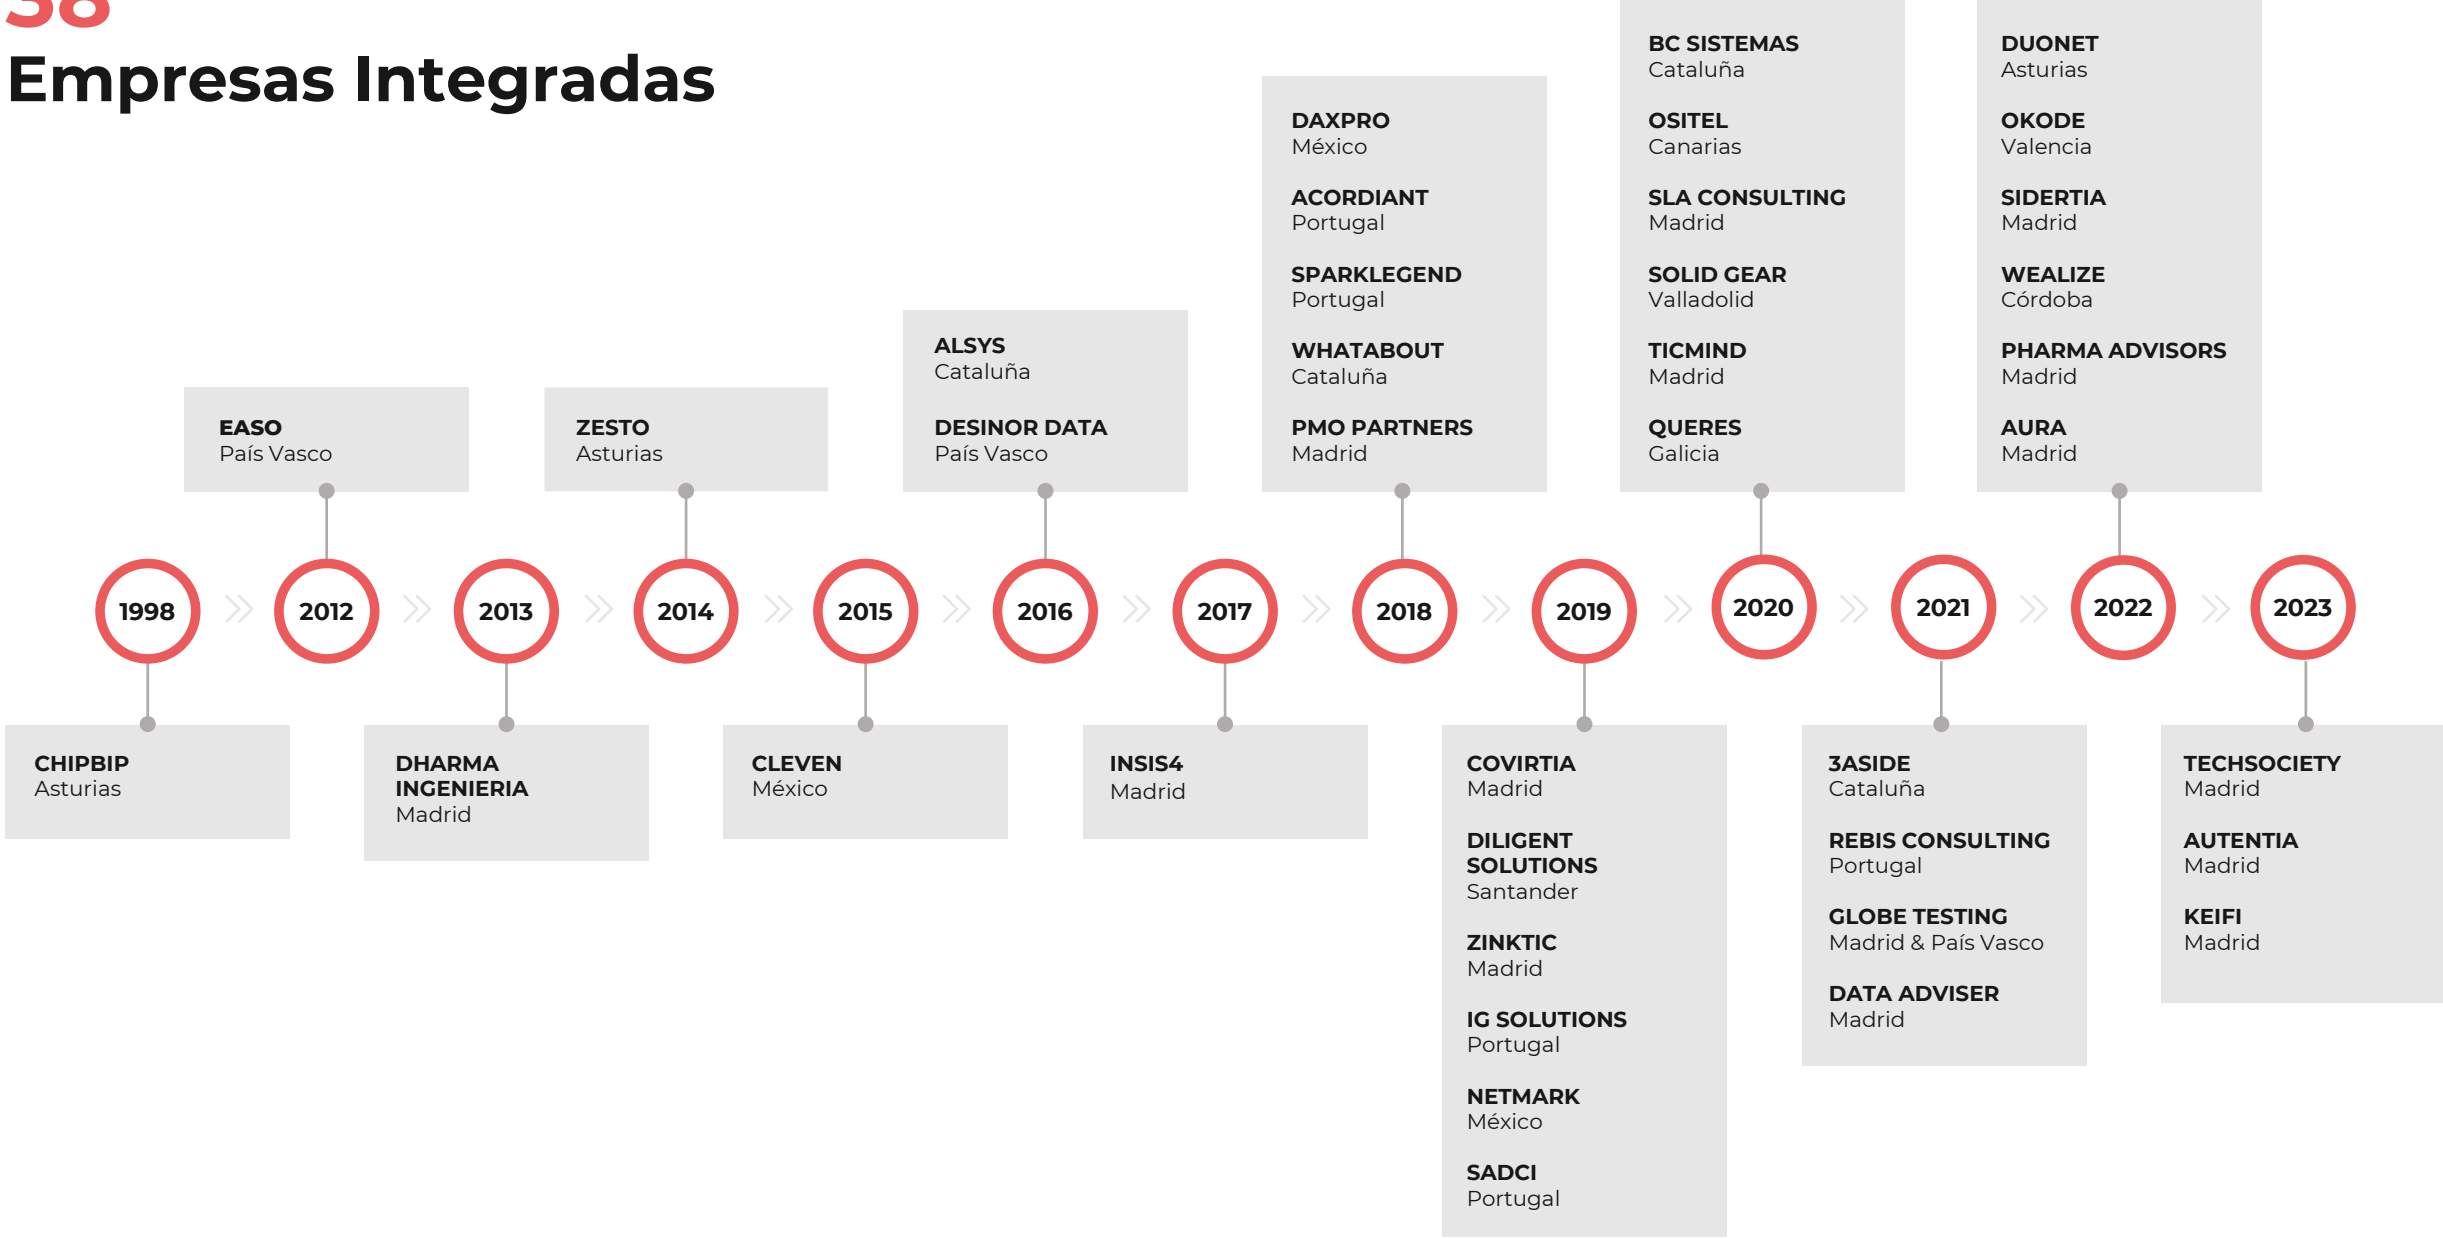 38
Empresas Integradas
1998
CHIPBIP
Asturias
2012
EASO
País Vasco
2013
DHARMA
INGENIERIA
Madrid
2014
ZESTO
Asturias
2015
CLEVEN
México
2016
ALSYS
Cataluña
DESINOR DATA
País Vasco
2017
INSIS4
Madrid
2018
DAXPRO
México
ACORDIANT
Portugal
SPARKLEGEND
Portugal
WHATABOUT
Cataluña
PMO PARTNERS
Madrid
2019
COVIRTIA
Madrid
DILIGENT
SOLUTIONS
Santander
ZINKTIC
Madrid
IG SOLUTIONS
Portugal
NETMARK
México
SADCI
Portugal
2020
BC SISTEMAS
Cataluña
OSITEL
Canarias
SLA CONSULTING
Madrid
SOLID GEAR
Valladolid
TICMIND
Madrid
QUERES
Galicia
2021
3ASIDE
Cataluña
REBIS CONSULTING
Portugal
GLOBE TESTING
Madrid & País Vasco
DATA ADVISER
Madrid
2022
DUONET
Asturias
OKODE
Valencia
SIDERTIA
Madrid
WEALIZE
Córdoba
PHARMA ADVISORS
Madrid
AURA
Madrid
2023
TECHSOCIETY
Madrid
AUTENTIA
Madrid
KEIFI
Madrid